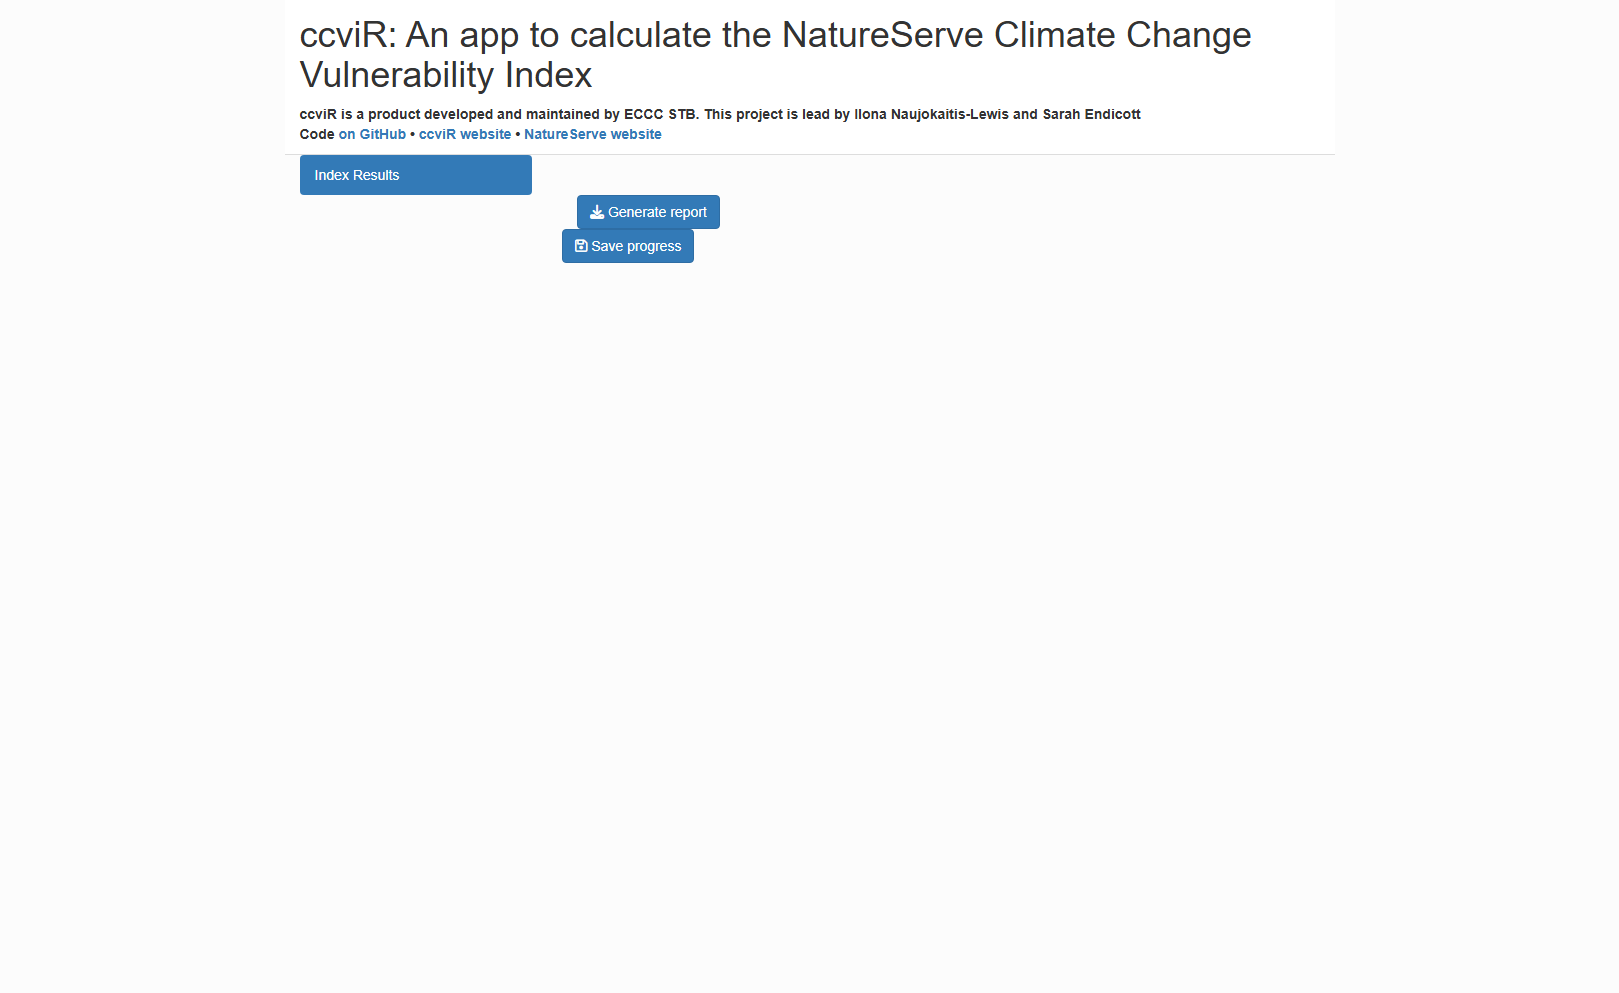 ccviR: An app to calculate the NatureServe Climate Change
Vulnerability Index
ccviR is a product developed and maintained by ECCC STB. This project is lead by Ilona Naujokaitis-Lewis and Sarah Endicott
Code on GitHub • ccviR website • NatureServe website
Index Results
Generate report
Save progress